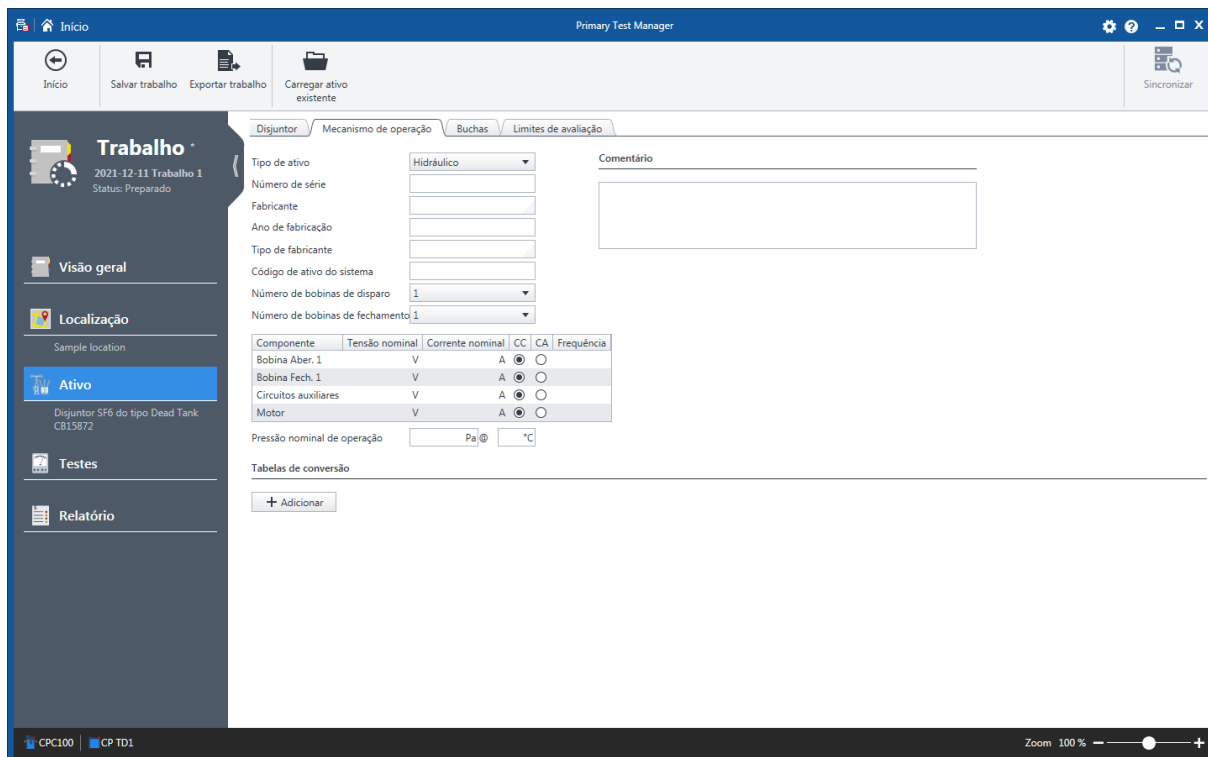 Início
Primary Test Manager
Início
Salvar trabalho
Exportar trabalho
Carregar ativo
existente
Sincronizar
Trabalho *
2021-12-11 Trabalho 1
Status: Preparado
Visão geral
Localização
Sample location
Ativo
Disjuntor SF6 do tipo Dead Tank
CB15872
Testes
Relatório
Disjuntor
Mecanismo de operação
Buchas
Limites de avaliação
Tipo de ativo Hidráulico
Número de série
Fabricante
Ano de fabricação
Tipo de fabricante
Código de ativo do sistema
Número de bobinas de disparo 1
Número de bobinas de fechamento 1
Comentário
Componente Tensão nominal Corrente nominal CC CA Frequência
Bobina Aber. 1 V A
Bobina Fech. 1 V A
Circuitos auxiliares V A
Motor V A
Pressão nominal de operação Pa@ °C
Tabelas de conversão
+ Adicionar
CPC100
CP TD1
Zoom 100 %